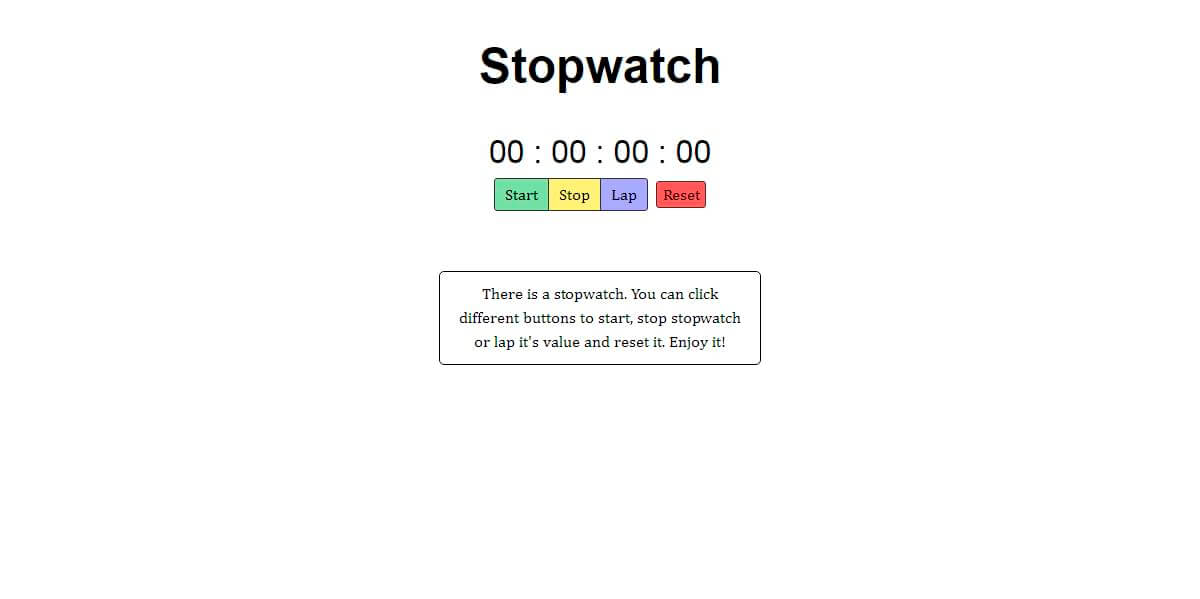 Stopwatch
00 : 00 : 00 : 00
Start Stop Lap Reset
There is a stopwatch. You can click
different buttons to start, stop stopwatch
or lap it's value and reset it. Enjoy it!